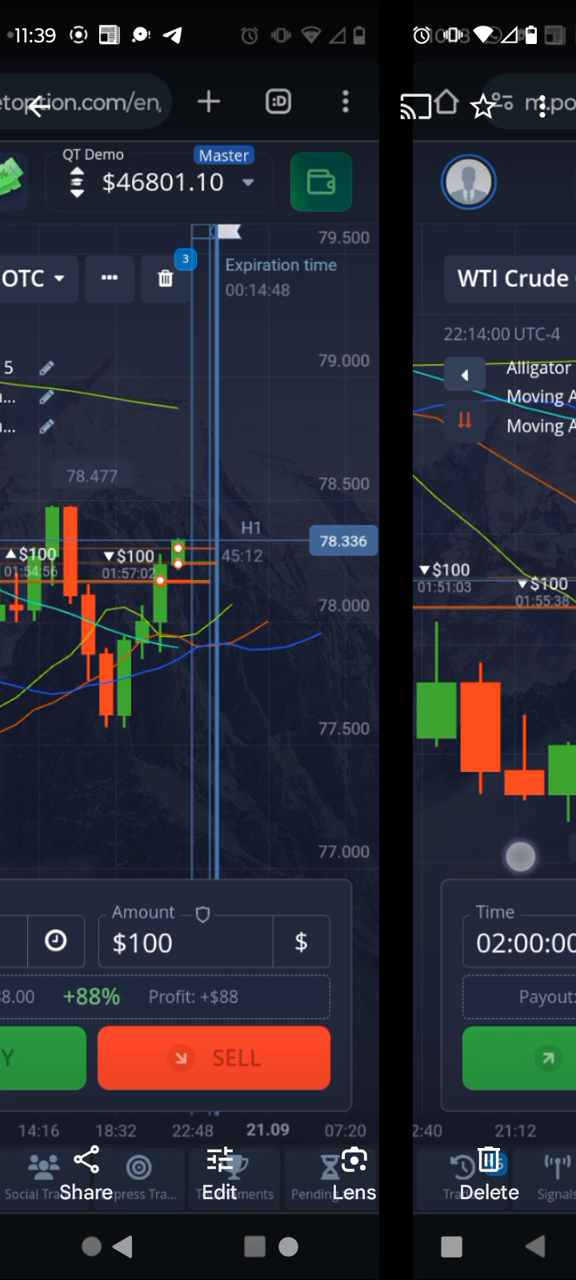 11:39
etoption.com/en,
:D
m.po
QT Demo
Master
$46801.10
79.500
3
OTC
Expiration time
00:14:48
WTI Crude
22:14:00 UTC-4
79.000
5
Alligator
a...
Moving A
a...
Moving A
78.477
78.500
H1
78.336
$100
$100
45:12
01:54:56
01:57:02
$100
01:51:03
$100
01:55:38
78.000
77.500
77.000
Amount
$100
$
Time
02:00:00
8.00
+88%
Profit: +$88
Payout:
Y
SELL
14:16
18:32
22:48
21.09
07:20
2:40
21:12
Social Tra
press Tra...
Pending
Signals
Share
Edit
Lens
Delete